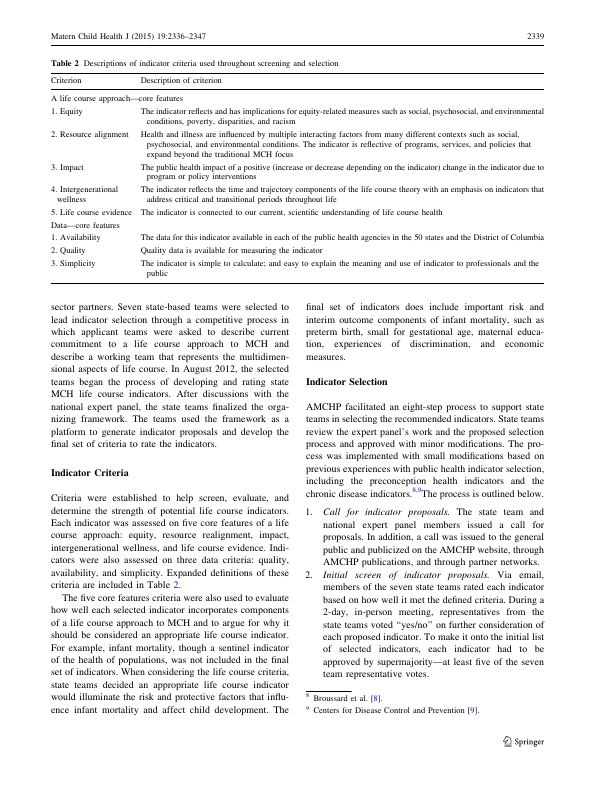 Matern Child Health J (2015) 19:2336–2347
2339
Table 2 Descriptions of indicator criteria used throughout screening and selection
Criterion Description of criterion
A life course approach—core features
1. Equity The indicator reflects and has implications for equity-related measures such as social, psychosocial, and environmental
conditions, poverty, disparities, and racism
2. Resource alignment Health and illness are influenced by multiple interacting factors from many different contexts such as social,
psychosocial, and environmental conditions. The indicator is reflective of programs, services, and policies that
expand beyond the traditional MCH focus
3. Impact The public health impact of a positive (increase or decrease depending on the indicator) change in the indicator due to
program or policy interventions
4. Intergenerational The indicator reflects the time and trajectory components of the life course theory with an emphasis on indicators that
wellness address critical and transitional periods throughout life
5. Life course evidence The indicator is connected to our current, scientific understanding of life course health
Data—core features
1. Availability The data for this indicator available in each of the public health agencies in the 50 states and the District of Columbia
2. Quality Quality data is available for measuring the indicator
3. Simplicity The indicator is simple to calculate; and easy to explain the meaning and use of indicator to professionals and the
public
sector partners. Seven state-based teams were selected to
lead indicator selection through a competitive process in
which applicant teams were asked to describe current
commitment to a life course approach to MCH and
describe a working team that represents the multidimen-
sional aspects of life course. In August 2012, the selected
teams began the process of developing and rating state
MCH life course indicators. After discussions with the
national expert panel, the state teams finalized the orga-
nizing framework. The teams used the framework as a
platform to generate indicator proposals and develop the
final set of criteria to rate the indicators.
Indicator Criteria
Criteria were established to help screen, evaluate, and
determine the strength of potential life course indicators.
Each indicator was assessed on five core features of a life
course approach: equity, resource realignment, impact,
intergenerational wellness, and life course evidence. Indi-
cators were also assessed on three data criteria: quality,
availability, and simplicity. Expanded definitions of these
criteria are included in Table 2.
The five core features criteria were also used to evaluate
how well each selected indicator incorporates components
of a life course approach to MCH and to argue for why it
should be considered an appropriate life course indicator.
For example, infant mortality, though a sentinel indicator
of the health of populations, was not included in the final
set of indicators. When considering the life course criteria,
state teams decided an appropriate life course indicator
would illuminate the risk and protective factors that influ-
ence infant mortality and affect child development. The
final set of indicators does include important risk and
interim outcome components of infant mortality, such as
preterm birth, small for gestational age, maternal educa-
tion, experiences of discrimination, and economic
measures.
Indicator Selection
AMCHP facilitated an eight-step process to support state
teams in selecting the recommended indicators. State teams
review the expert panel's work and the proposed selection
process and approved with minor modifications. The pro-
cess was implemented with small modifications based on
previous experiences with public health indicator selection,
including the preconception health indicators and the
chronic disease indicators.8,9The process is outlined below.
1. Call for indicator proposals. The state team and
national expert panel members issued a call for
proposals. In addition, a call was issued to the general
public and publicized on the AMCHP website, through
AMCHP publications, and through partner networks.
2. Initial screen of indicator proposals. Via email,
members of the seven state teams rated each indicator
based on how well it met the defined criteria. During a
2-day, in-person meeting, representatives from the
state teams voted "yes/no" on further consideration of
each proposed indicator. To make it onto the initial list
of selected indicators, each indicator had to be
approved by supermajority—at least five of the seven
team representative votes.
8 Broussard et al. [8].
9 Centers for Disease Control and Prevention [9].
Springer